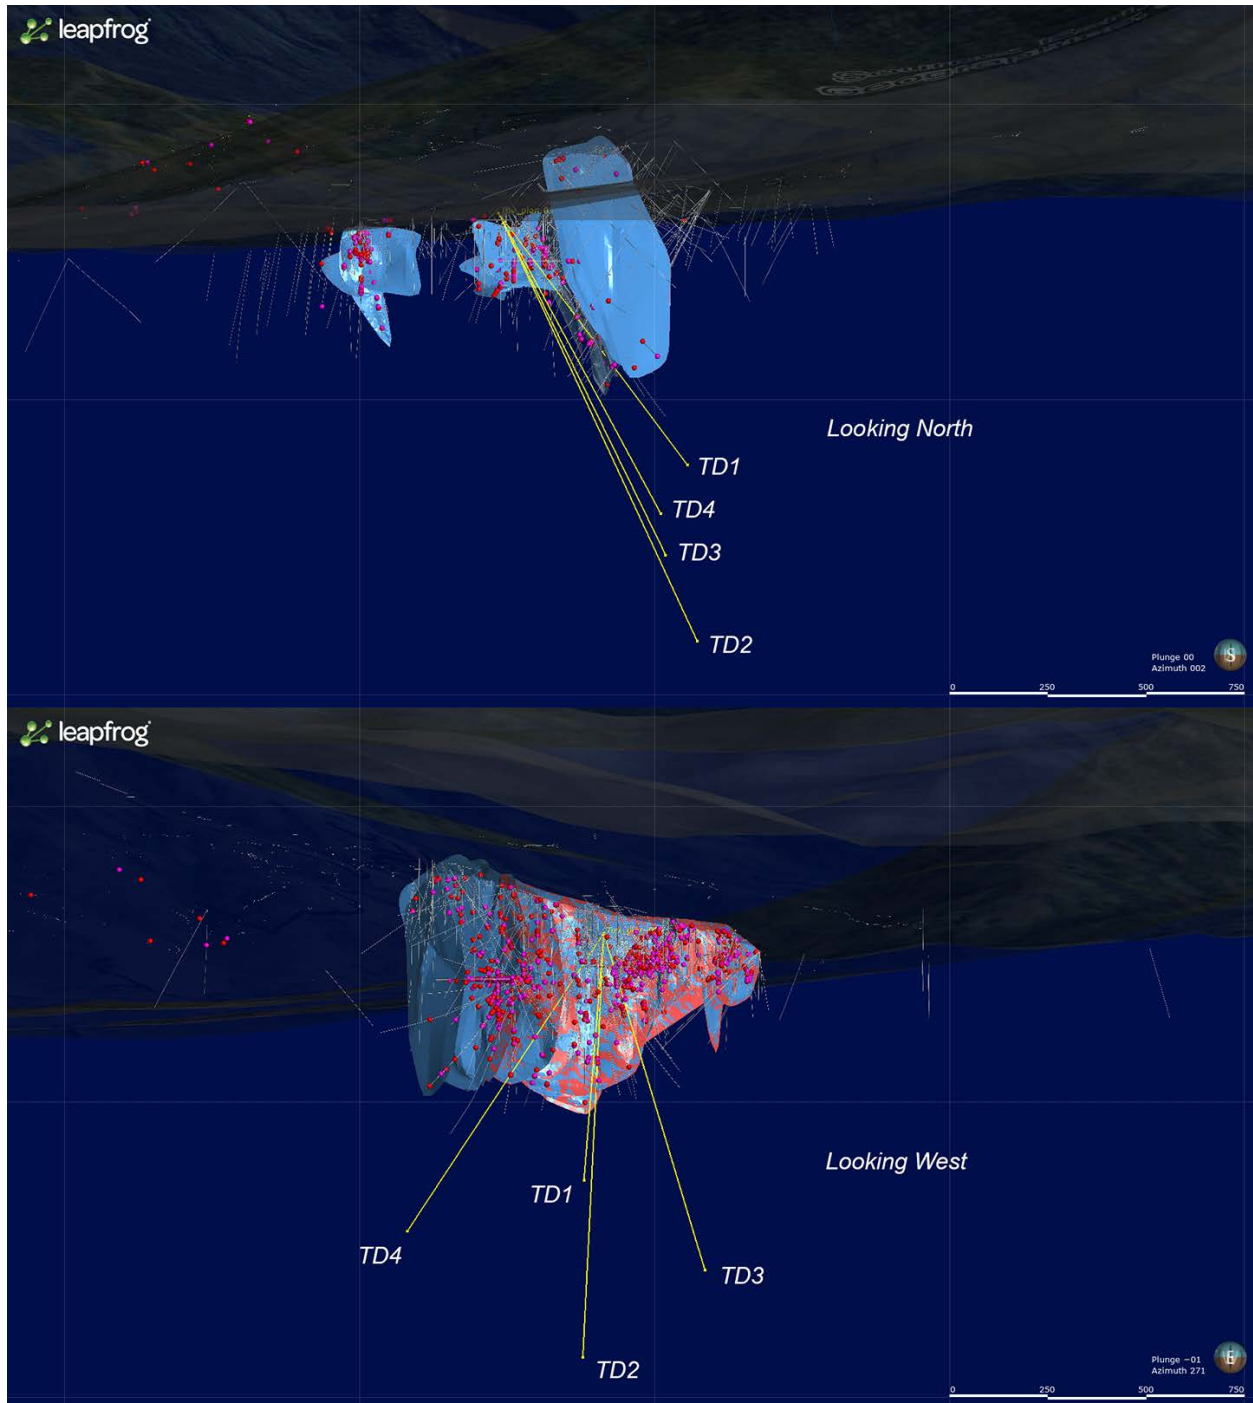 leapfrog
Looking North
TD1
TD4
TD3
TD2
S
Plunge 00
Azimuth 002
0 250 500 750
leapfrog
Looking West
TD1
TD4
TD3
TD2
E
Plunge −01
Azimuth 271
0 250 500 750